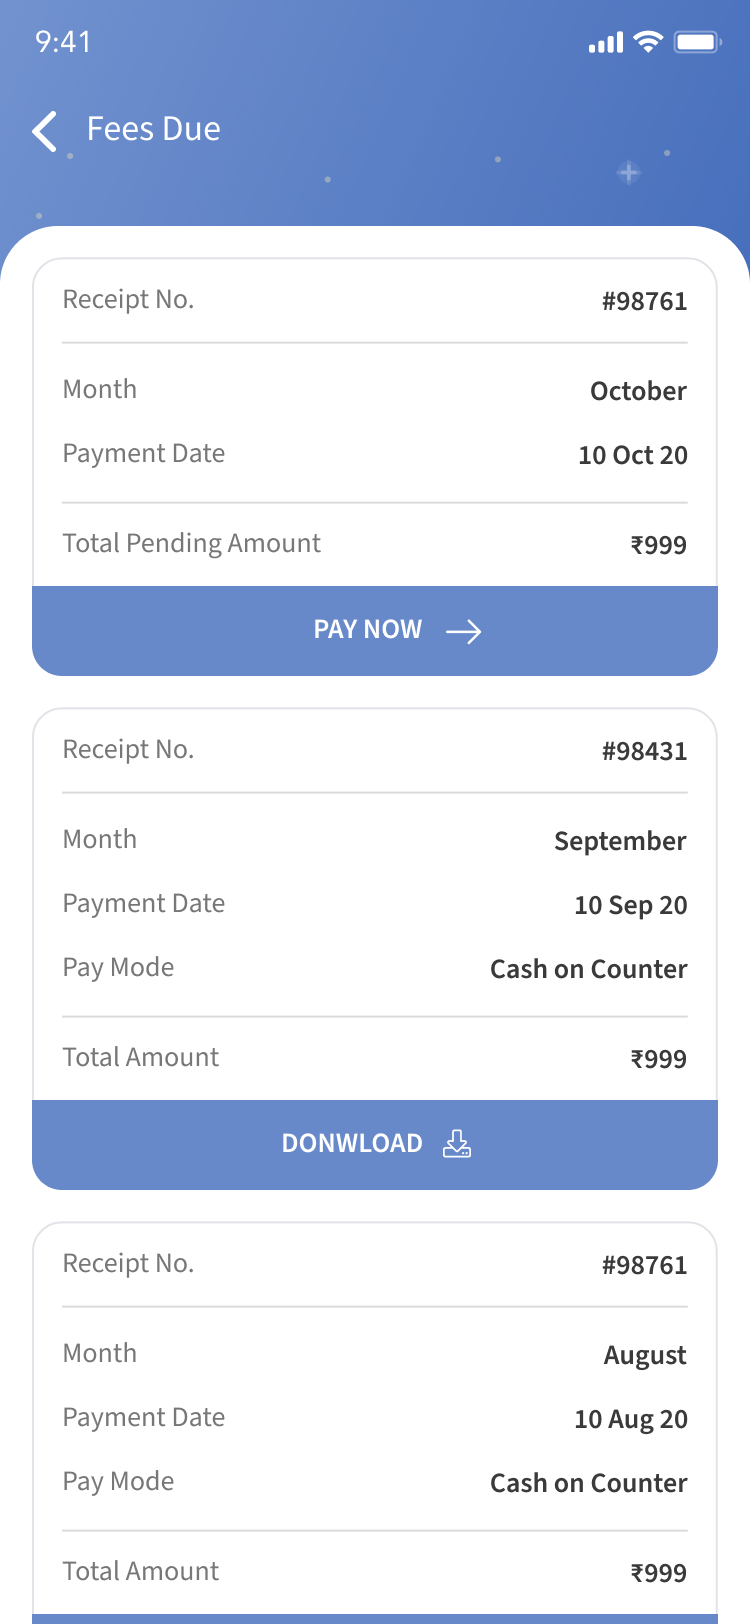 9:41
Fees Due
Receipt No. #98761
Month October
Payment Date 10 Oct 20
Total Pending Amount ₹999
PAY NOW
Receipt No. #98431
Month September
Payment Date 10 Sep 20
Pay Mode Cash on Counter
Total Amount ₹999
DONWLOAD
Receipt No. #98761
Month August
Payment Date 10 Aug 20
Pay Mode Cash on Counter
Total Amount ₹999